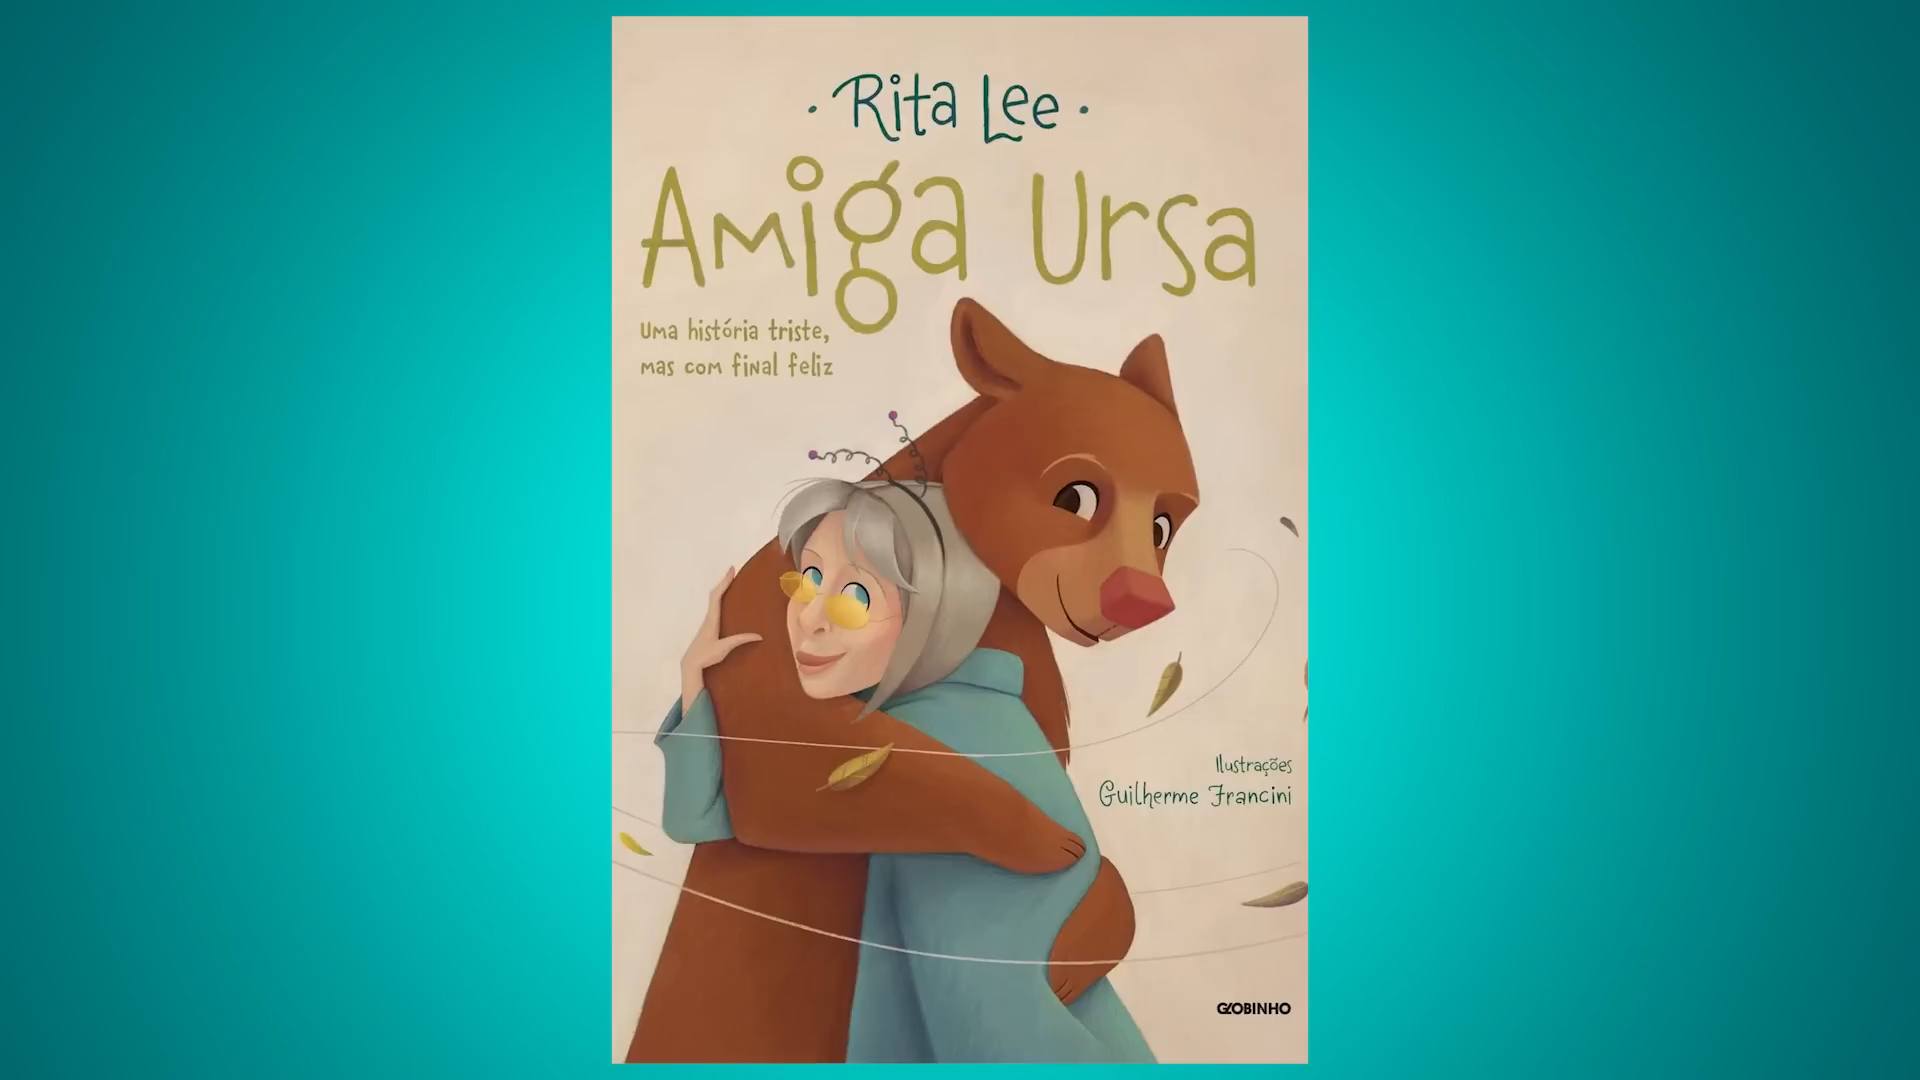 · Rita Lee ·
Amiga Ursa
Uma história triste,
mas com final feliz
Ilustrações
Guilherme Francini
GLOBINHO